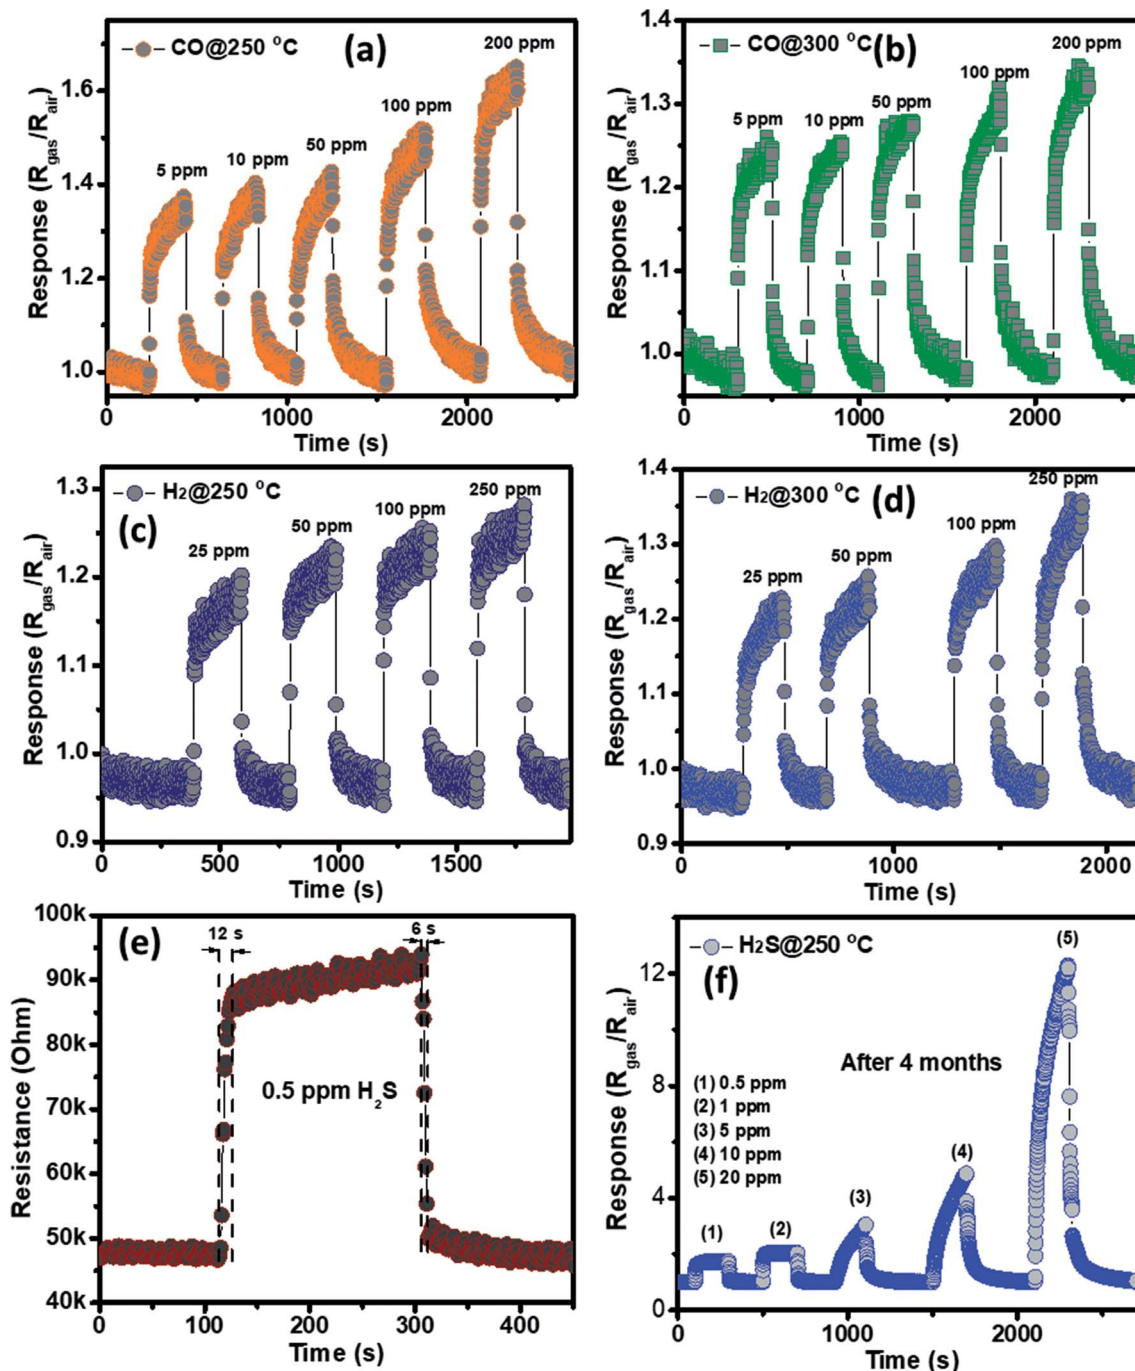 CO@250 °C
(a)
200 ppm
100 ppm
50 ppm
10 ppm
5 ppm
1.6
1.4
1.2
1.0
Response (Rgas/Rair)
0
1000
2000
Time (s)
CO@300 °C
(b)
200 ppm
100 ppm
50 ppm
10 ppm
5 ppm
1.4
1.3
1.2
1.1
1.0
Response (Rgas/Rair)
0
1000
2000
Time (s)
H2@250 °C
(c)
250 ppm
100 ppm
50 ppm
25 ppm
1.3
1.2
1.1
1.0
0.9
Response (Rgas/Rair)
0
500
1000
1500
Time (s)
H2@300 °C
(d)
250 ppm
100 ppm
50 ppm
25 ppm
1.4
1.3
1.2
1.1
1.0
0.9
Response (Rgas/Rair)
0
1000
2000
Time (s)
(e)
12 s
6 s
0.5 ppm H2S
100k
90k
80k
70k
60k
50k
40k
Resistance (Ohm)
0
100
200
300
400
Time (s)
H2S@250 °C
(f)
(5)
After 4 months
(1) 0.5 ppm
(2) 1 ppm
(3) 5 ppm
(4) 10 ppm
(5) 20 ppm
(4)
(3)
(2)
(1)
12
8
4
0
Response (Rgas/Rair)
0
1000
2000
Time (s)